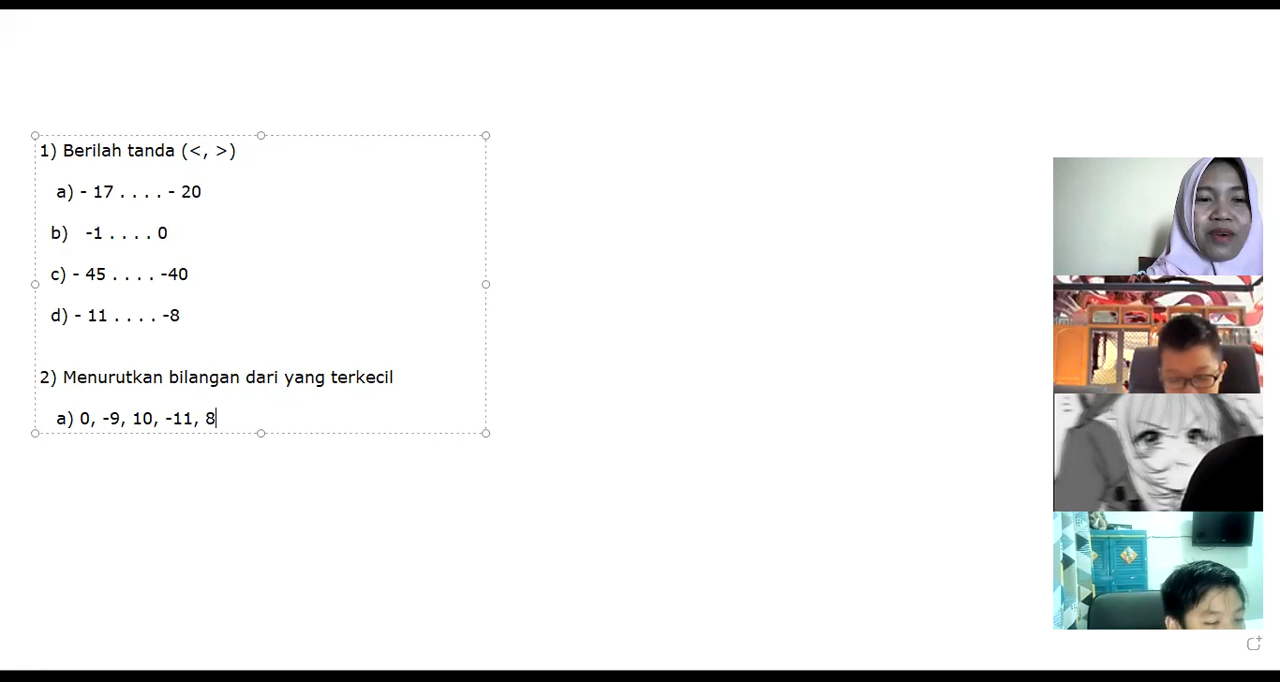 1) Berilah tanda (<, >)
a) - 17 . . . . - 20
b) -1 . . . . 0
c) - 45 . . . . -40
d) - 11 . . . . -8
2) Menurutkan bilangan dari yang terkecil
a) 0, -9, 10, -11, 8